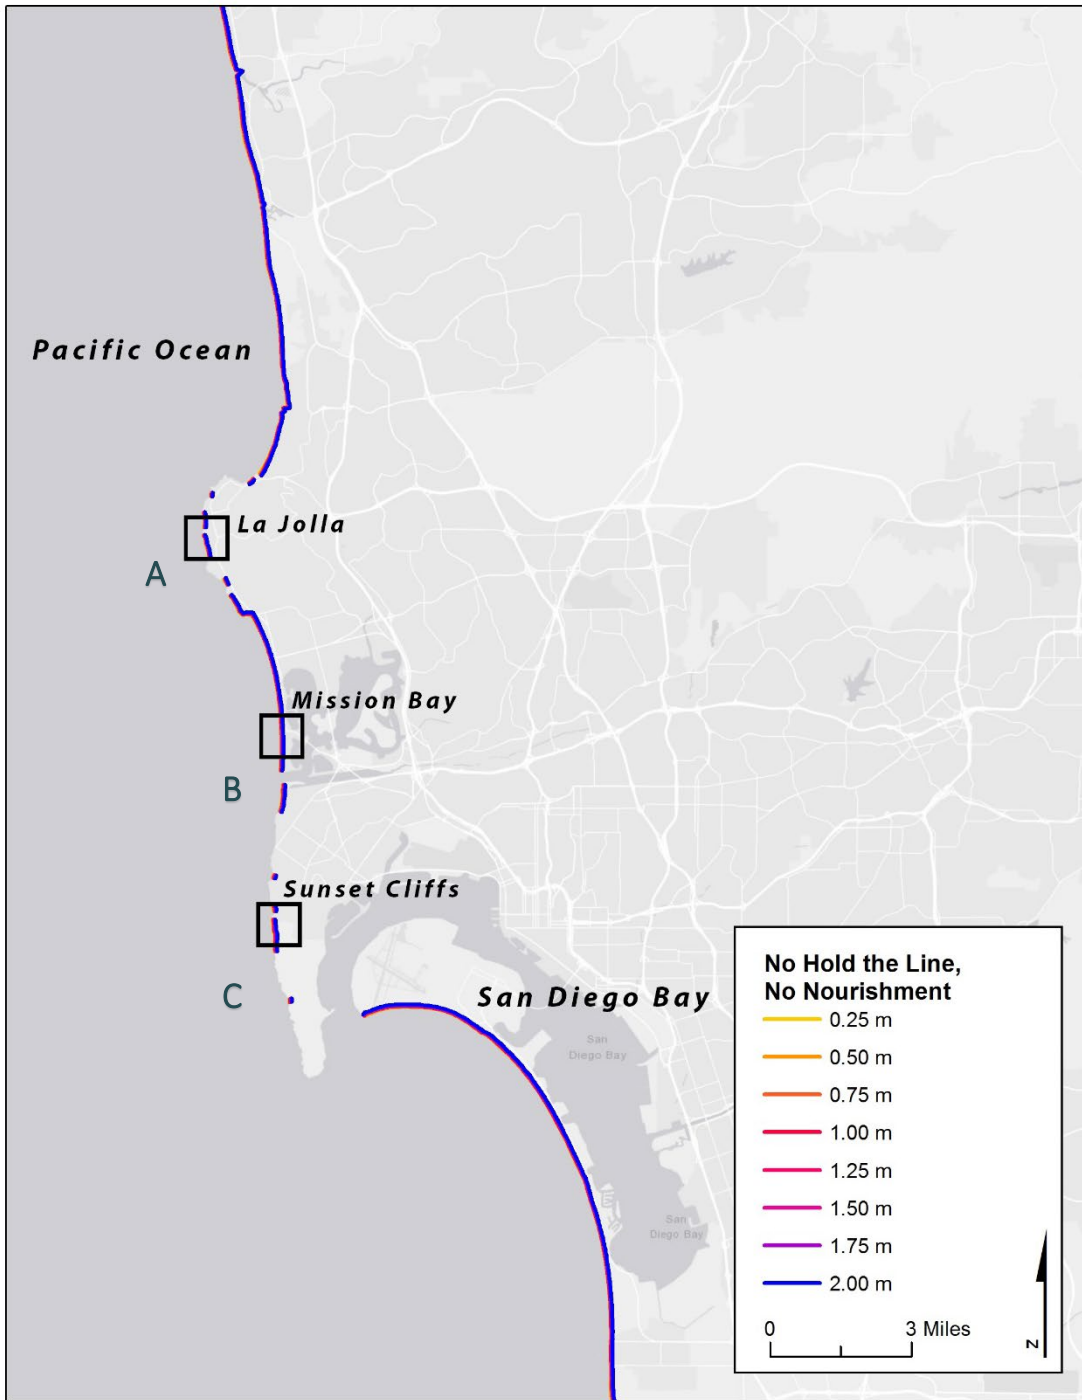 Pacific Ocean
La Jolla
A
Mission Bay
B
Sunset Cliffs
C
San Diego Bay
San
Diego Bay
San
Diego Bay
No Hold the Line,
No Nourishment
0.25 m
0.50 m
0.75 m
1.00 m
1.25 m
1.50 m
1.75 m
2.00 m
0 3 Miles
N